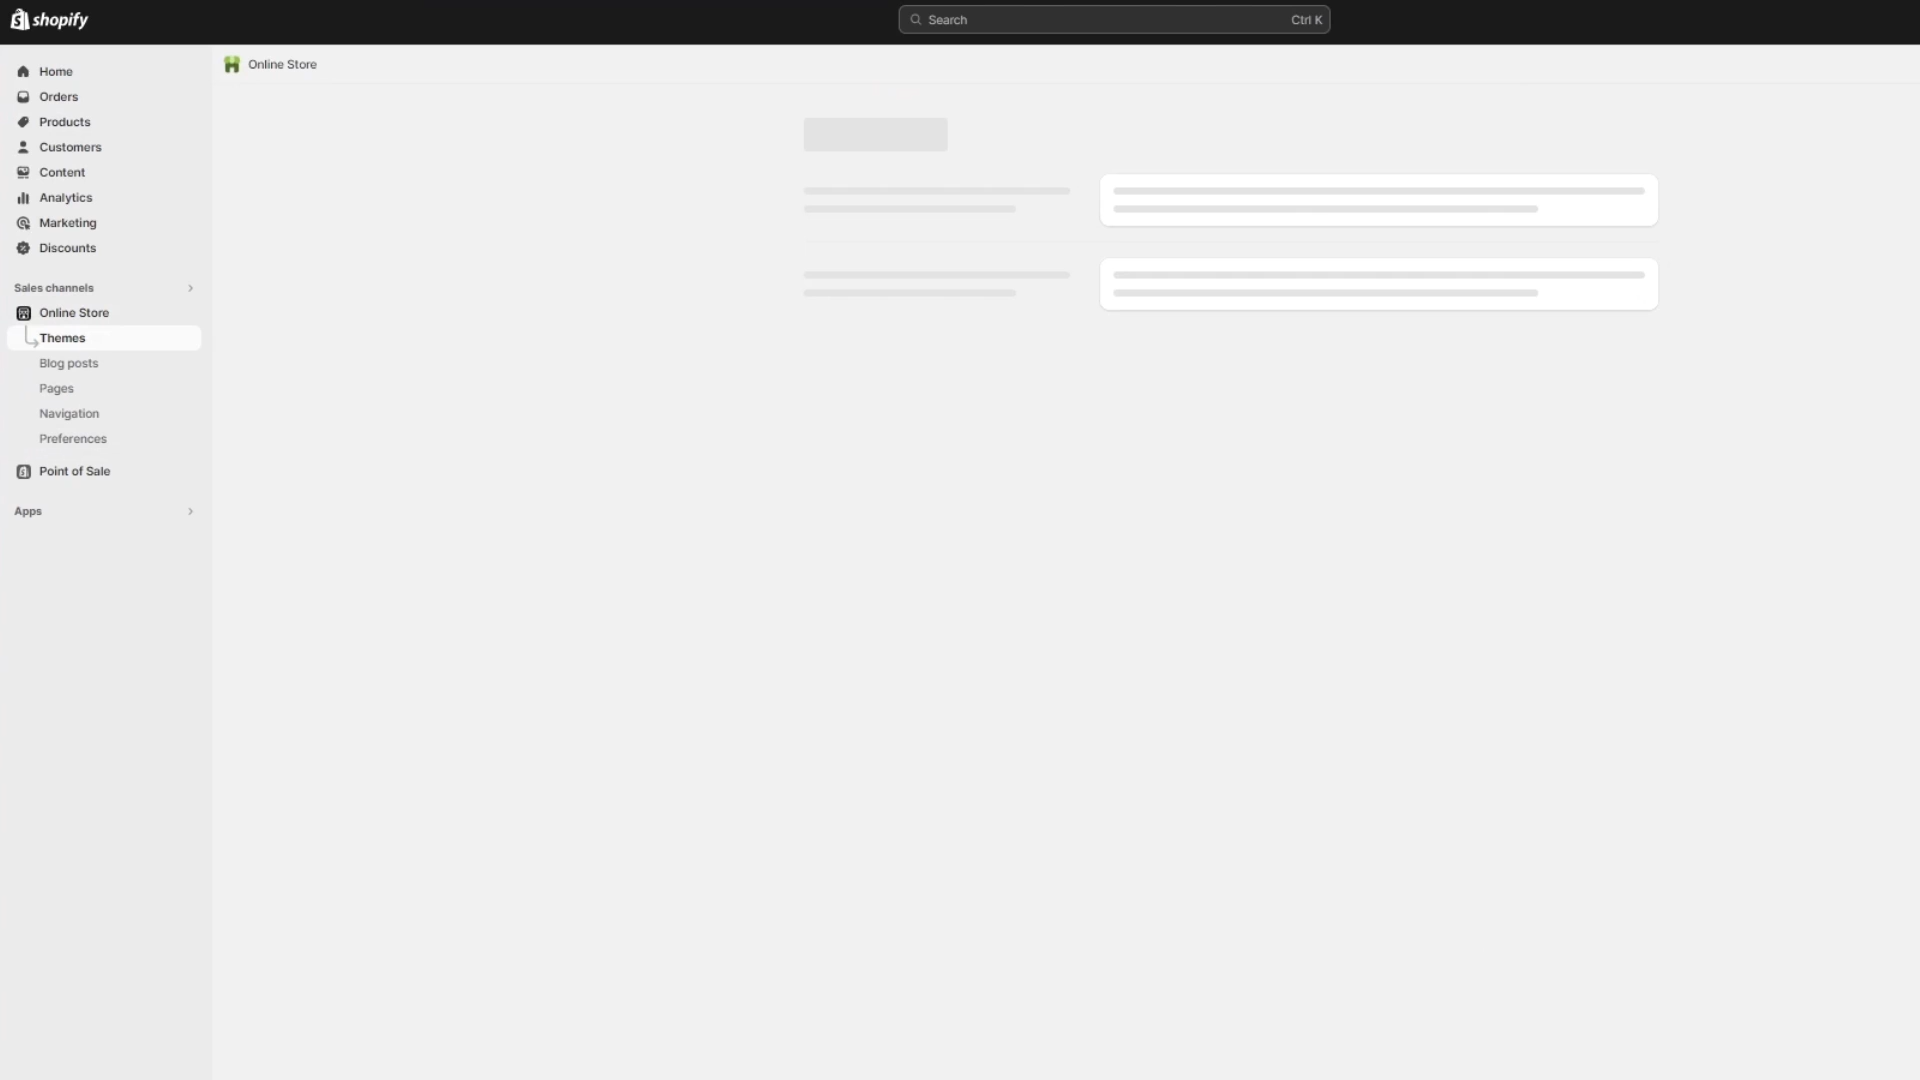 shopify
Search
Ctrl K
Home
Orders
Products
Customers
Content
Analytics
Marketing
Discounts
Sales channels
Online Store
Themes
Blog posts
Pages
Navigation
Preferences
Point of Sale
Apps
Online Store